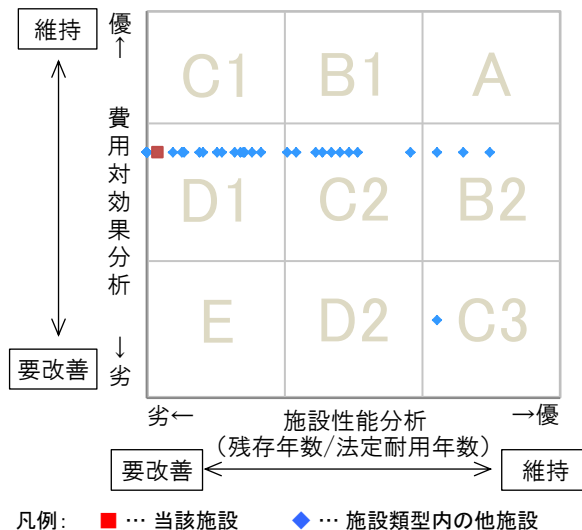 維持
優
↑
C1 B1 A
費用対効果分析
D1 C2 B2
E D2 C3
↓
劣
要改善
劣← 施設性能分析 →優
（残存年数/法定耐用年数）
要改善 維持
凡例： ■ … 当該施設 ◆ … 施設類型内の他施設